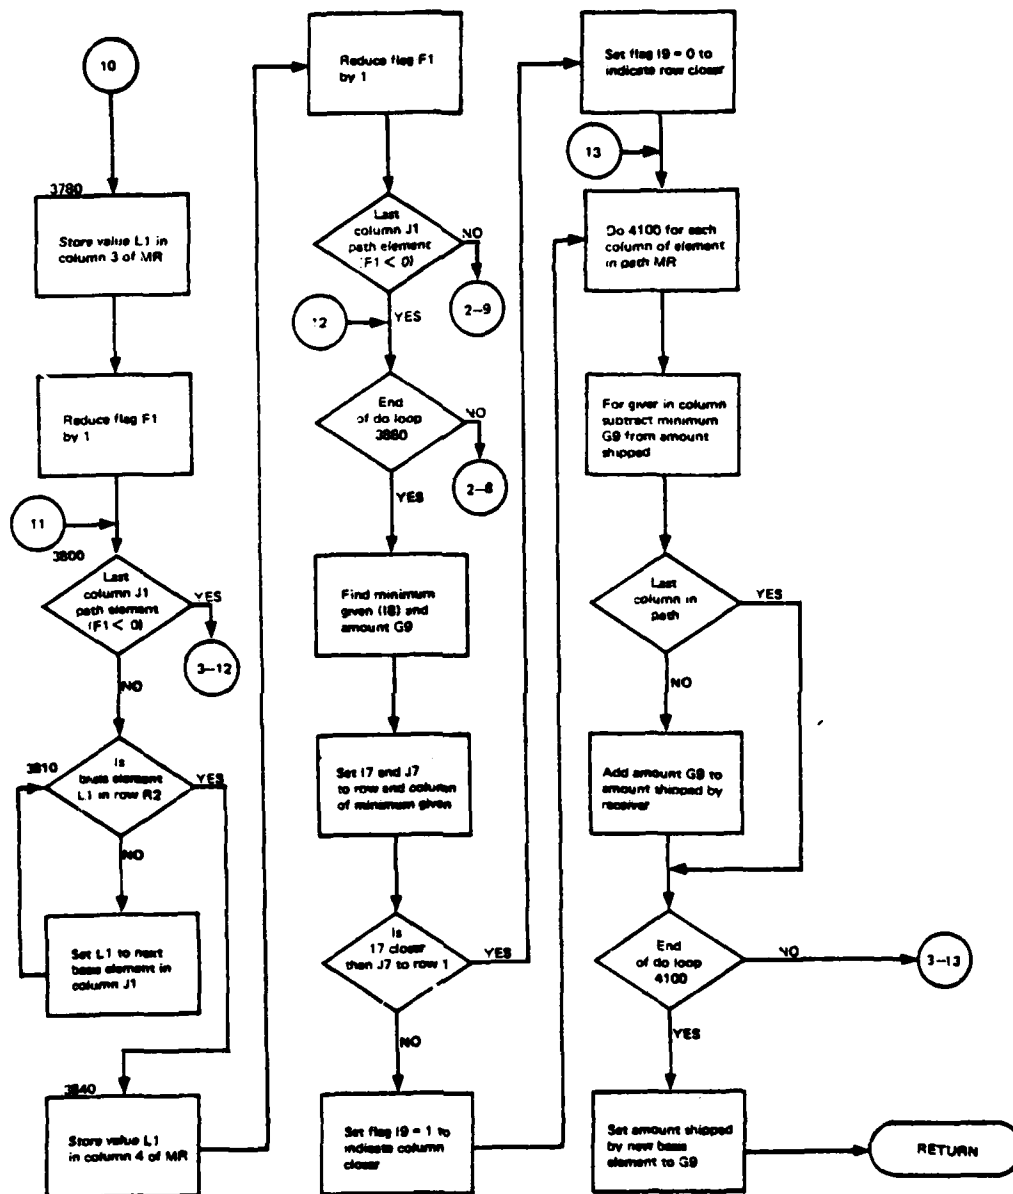 10
3780
Store value L1 in
column 3 of MR
Reduce flag F1
by 1
11
3800
Last
column J1
path element
(F1 < 0)
YES
3-12
NO
3810
Is
basis element
L1 in row R2
YES
NO
Set L1 to next
base element in
column J1
3840
Store value L1
in column 4 of MR
Reduce flag F1
by 1
Last
column J1
path element
(F1 < 0)
NO
2-9
12
YES
End
of do loop
3880
NO
2-8
YES
Find minimum
given (I8) and
amount G9
Set I7 and J7
to row and column
of minimum given
Is
I7 closer
than J7 to row 1
YES
NO
Set flag I9 = 1 to
indicate column
closer
Set flag I9 = 0 to
indicate row closer
13
Do 4100 for each
column of element
in path MR
For giver in column
subtract minimum
G9 from amount
shipped
Last
column in
path
YES
NO
Add amount G9 to
amount shipped by
receiver
End
of do loop
4100
NO
3-13
YES
Set amount shipped
by new base
element to G9
RETURN